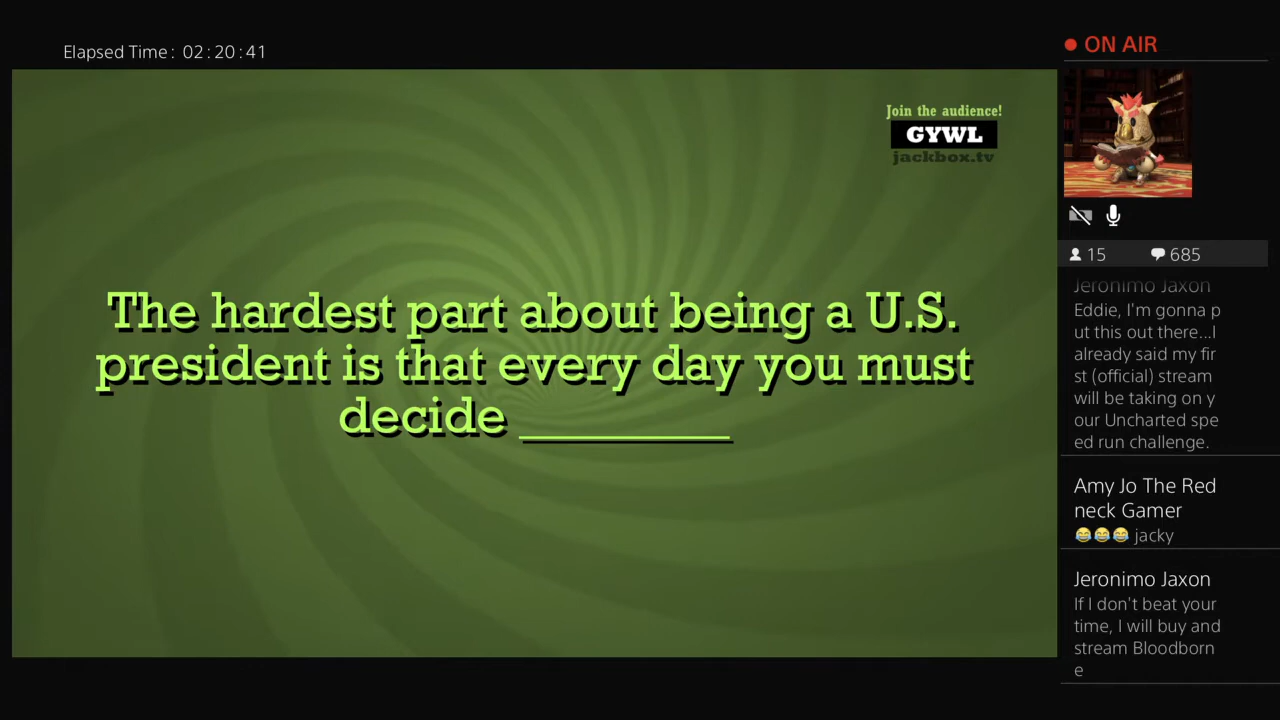 Elapsed Time: 02:20:41
ON AIR
Join the audience!
GYWL
jackbox.tv
The hardest part about being a U.S.
president is that every day you must
decide ________
15 685
Jeronimo Jaxon
Eddie, I'm gonna p
ut this out there...I
already said my fir
st (official) stream
will be taking on y
our Uncharted spe
ed run challenge.
Amy Jo The Red
neck Gamer
😂😂😂 jacky
Jeronimo Jaxon
If I don't beat your
time, I will buy and
stream Bloodborn
e